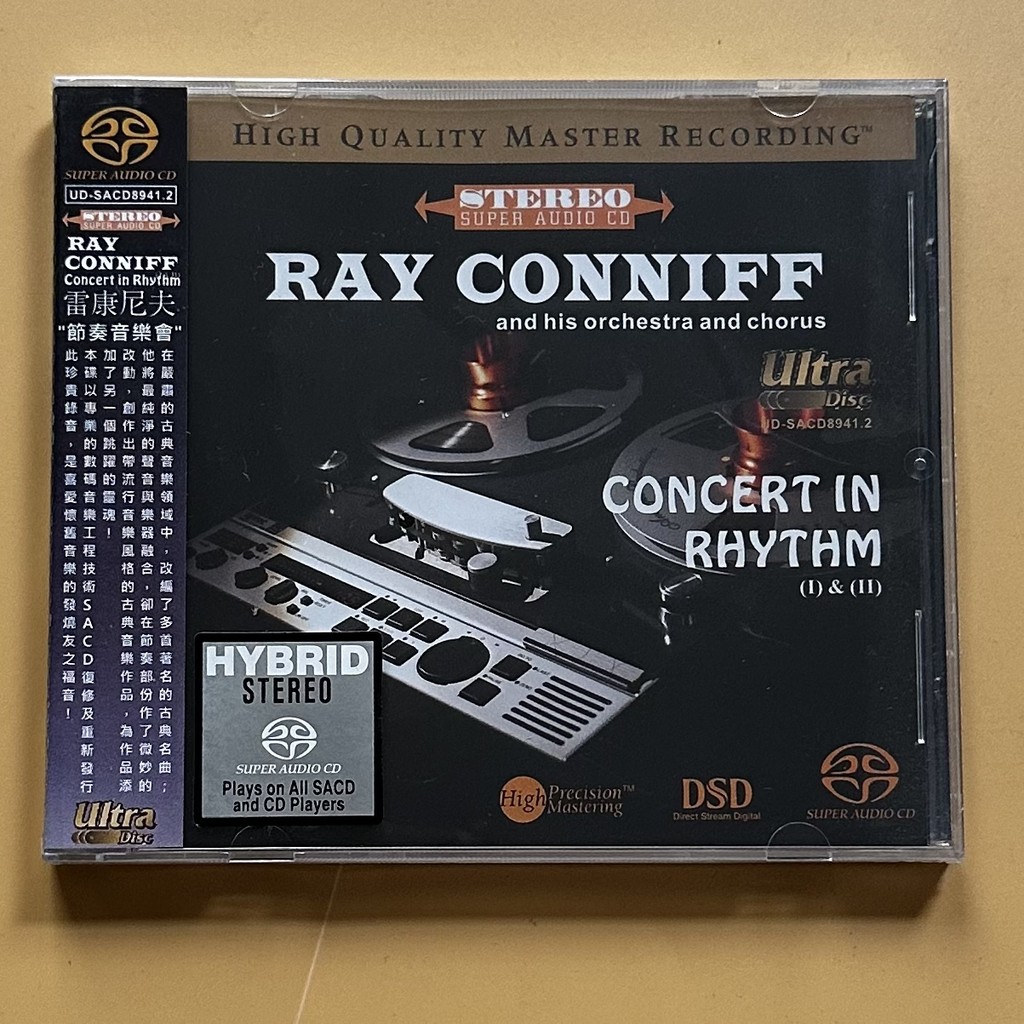 SUPER AUDIO CD
UD-SACD8941.2
STEREO
SUPER AUDIO CD
RAY
CONNIFF
Concert in Rhythm
雷康尼夫
"節奏音樂會"
在嚴肅的古典音樂領域中，改編了多首著名的古典名曲；
他將最純淨的聲音與樂器融合，卻在節奏部份作了微妙的
改動，創作出帶流行音樂風格的古典音樂作品，為作品添
加了另一個跳躍的靈魂！
本碟以專業的數碼音樂工程技術SACD復修及重新發行
此珍貴錄音，是喜愛懷舊音樂的發燒友之福音！
Ultra
Disc
HIGH QUALITY MASTER RECORDING™
STEREO
SUPER AUDIO CD
RAY CONNIFF
and his orchestra and chorus
Ultra
Disc
UD-SACD8941.2
CONCERT IN
RHYTHM
(I) & (II)
HYBRID
STEREO
SUPER AUDIO CD
Plays on All SACD
and CD Players
High Precision™
Mastering
DSD
Direct Stream Digital
SUPER AUDIO CD